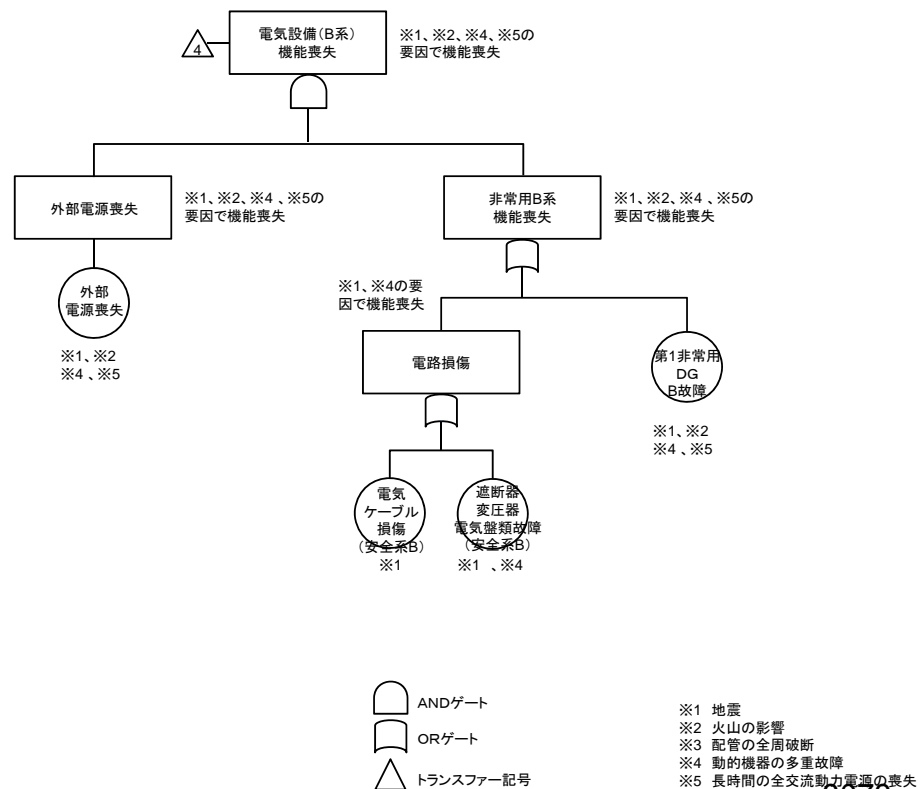 電気設備(B系)
機能喪失
※1、※2、※4、※5の
要因で機能喪失
4
外部電源喪失
※1、※2、※4 、※5の
要因で機能喪失
非常用B系
機能喪失
※1、※2、※4 、※5の
要因で機能喪失
外部
電源喪失
※1、※2
※4 、※5
※1、※4の要
因で機能喪失
電路損傷
第1非常用
DG
B故障
※1、※2
※4 、※5
電気
ケーブル
損傷
(安全系B)
※1
遮断器
変圧器
電気盤類故障
(安全系B)
※1 、※4
ANDゲート
ORゲート
トランスファー記号
※1 地震
※2 火山の影響
※3 配管の全周破断
※4 動的機器の多重故障
※5 長時間の全交流動力電源の喪失